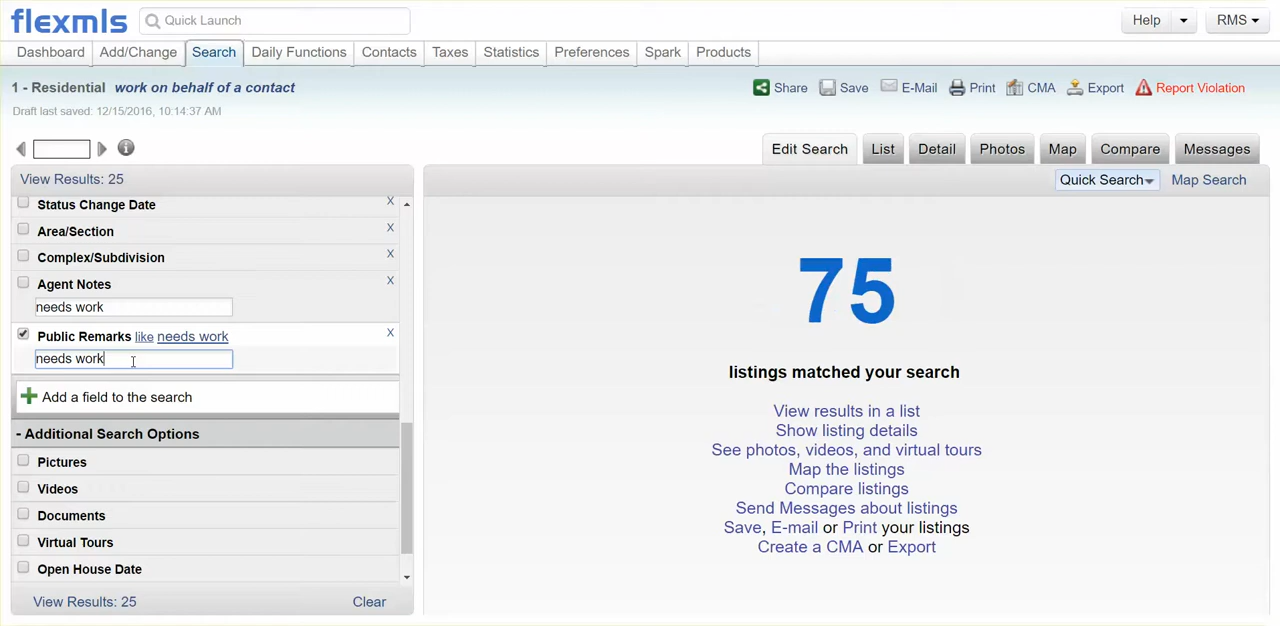 flexmls
Quick Launch
Help
RMS
Dashboard
Add/Change
Search
Daily Functions
Contacts
Taxes
Statistics
Preferences
Spark
Products
1 - Residential work on behalf of a contact
Share
Save
E-Mail
Print
CMA
Export
Report Violation
Draft last saved: 12/15/2016, 10:14:37 AM
Edit Search
List
Detail
Photos
Map
Compare
Messages
View Results: 25
Quick Search
Map Search
Status Change Date X
Area/Section X
Complex/Subdivision X
Agent Notes X
needs work
Public Remarks like needs work X
needs work
Add a field to the search
- Additional Search Options
Pictures
Videos
Documents
Virtual Tours
Open House Date
View Results: 25
Clear
75
listings matched your search
View results in a list
Show listing details
See photos, videos, and virtual tours
Map the listings
Compare listings
Send Messages about listings
Save, E-mail or Print your listings
Create a CMA or Export